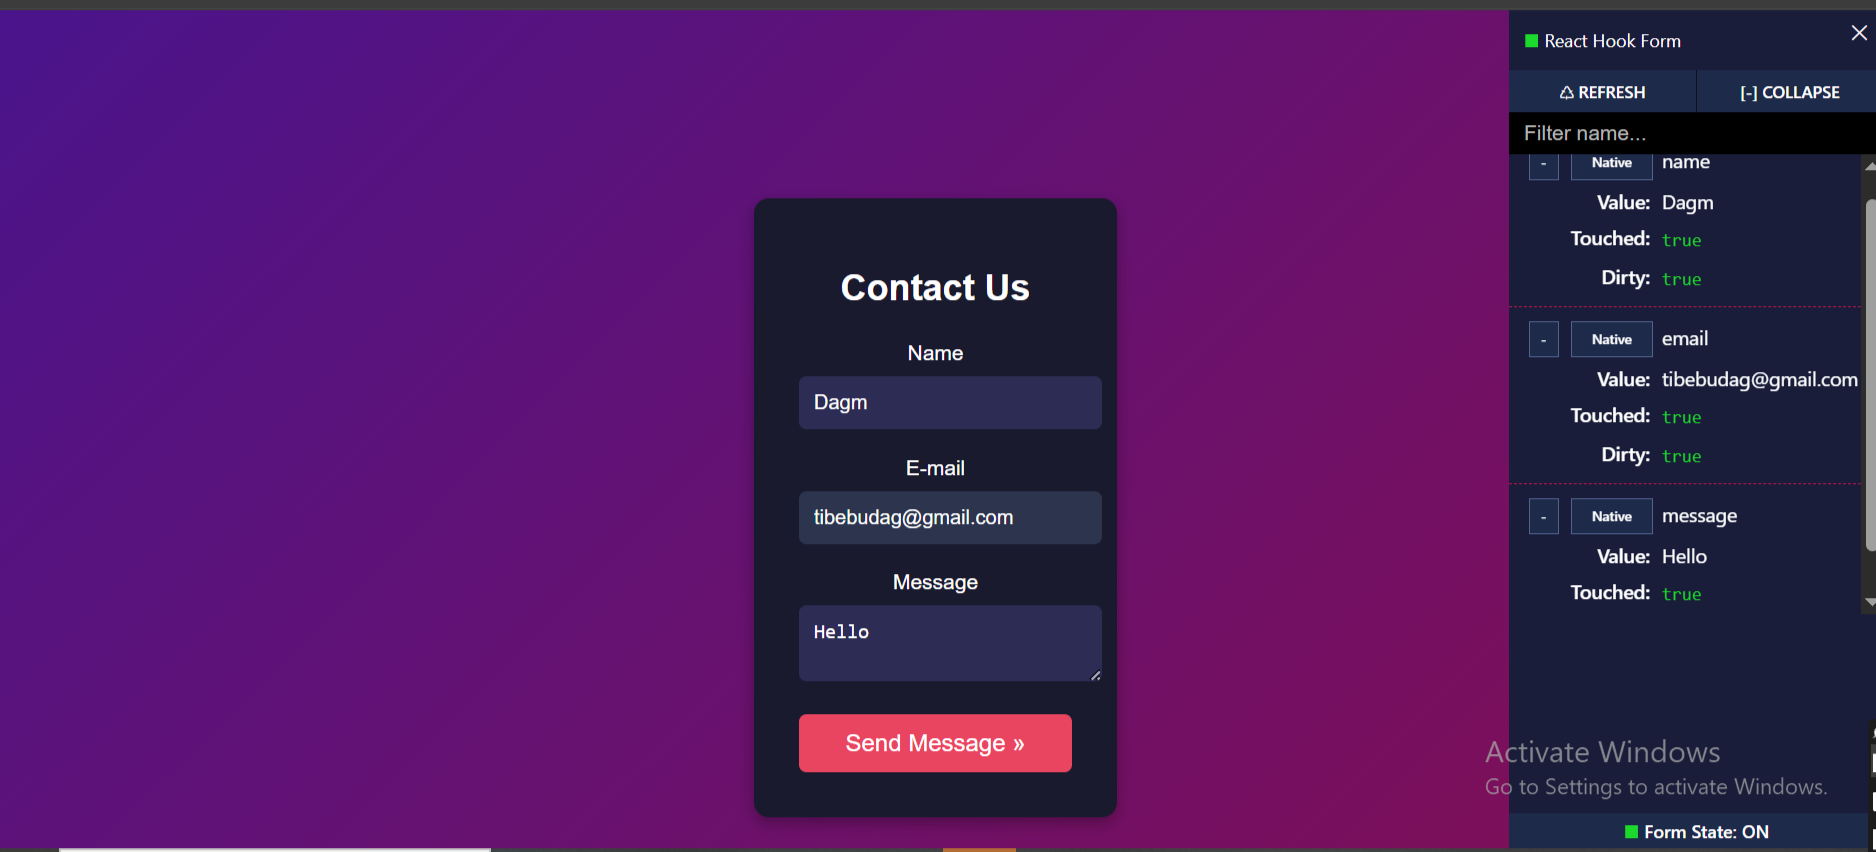 Contact Us
Name
Dagm
E-mail
tibebudag@gmail.com
Message
Hello
Send Message »
React Hook Form
♺ REFRESH
[-] COLLAPSE
Filter name...
- Native name
Value: Dagm
Touched: true
Dirty: true
- Native email
Value: tibebudag@gmail.com
Touched: true
Dirty: true
- Native message
Value: Hello
Touched: true
Activate Windows
Go to Settings to activate Windows.
Form State: ON